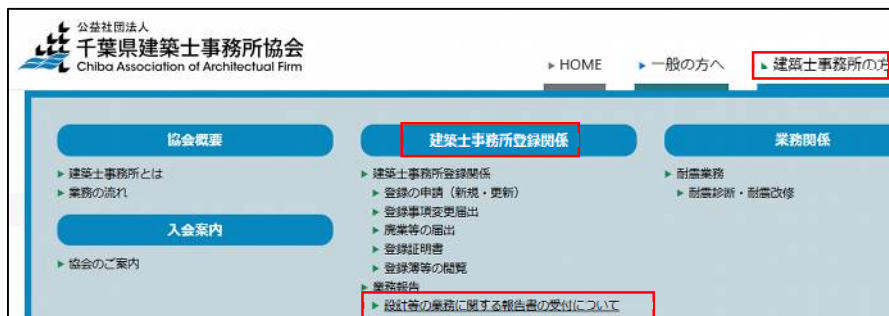 公益社団法人
千葉県建築士事務所協会
Chiba Association of Architectual Firm
HOME
一般の方へ
建築士事務所の方
協会概要
建築士事務所とは
業務の流れ
入会案内
協会のご案内
建築士事務所登録関係
建築士事務所登録関係
登録の申請（新規・更新）
登録事項変更届出
廃業等の届出
登録証明書
登録簿等の閲覧
業務報告
設計等の業務に関する報告書の受付について
業務関係
耐震業務
耐震診断・耐震改修